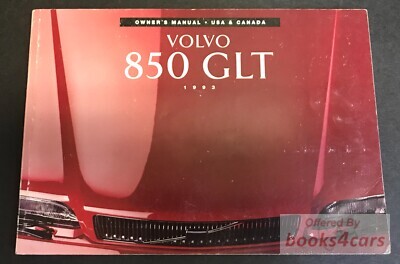 OWNER'S MANUAL • USA & CANADA
VOLVO
850 GLT
1993
Offered By
books4cars